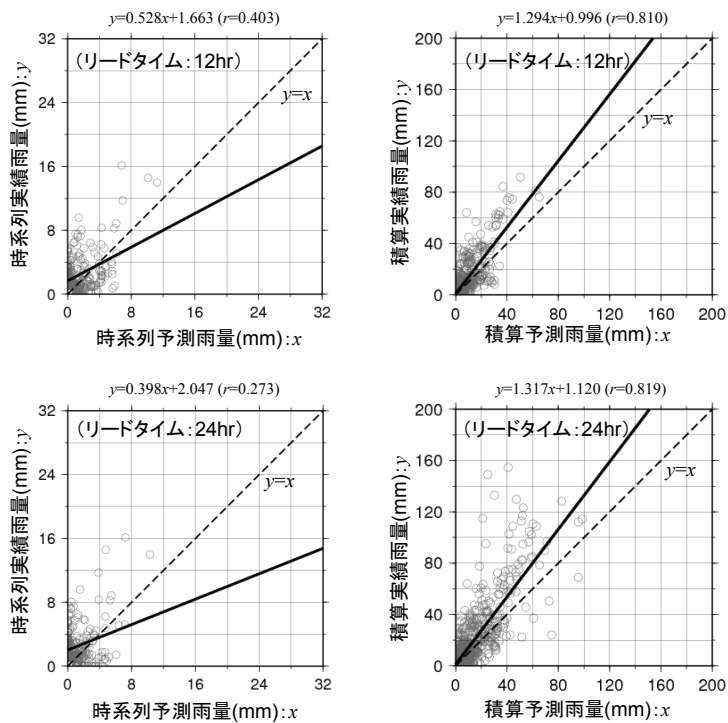 y=0.528x+1.663 (r=0.403)
32
24
16
8
0
時系列実績雨量(mm):y
(リードタイム:12hr)
y=x
0 8 16 24 32
時系列予測雨量(mm):x
y=1.294x+0.996 (r=0.810)
200
160
120
80
40
0
積算実績雨量(mm):y
(リードタイム:12hr)
y=x
0 40 80 120 160 200
積算予測雨量(mm):x
y=0.398x+2.047 (r=0.273)
32
24
16
8
0
時系列実績雨量(mm):y
(リードタイム:24hr)
y=x
0 8 16 24 32
時系列予測雨量(mm):x
y=1.317x+1.120 (r=0.819)
200
160
120
80
40
0
積算実績雨量(mm):y
(リードタイム:24hr)
y=x
0 40 80 120 160 200
積算予測雨量(mm):x